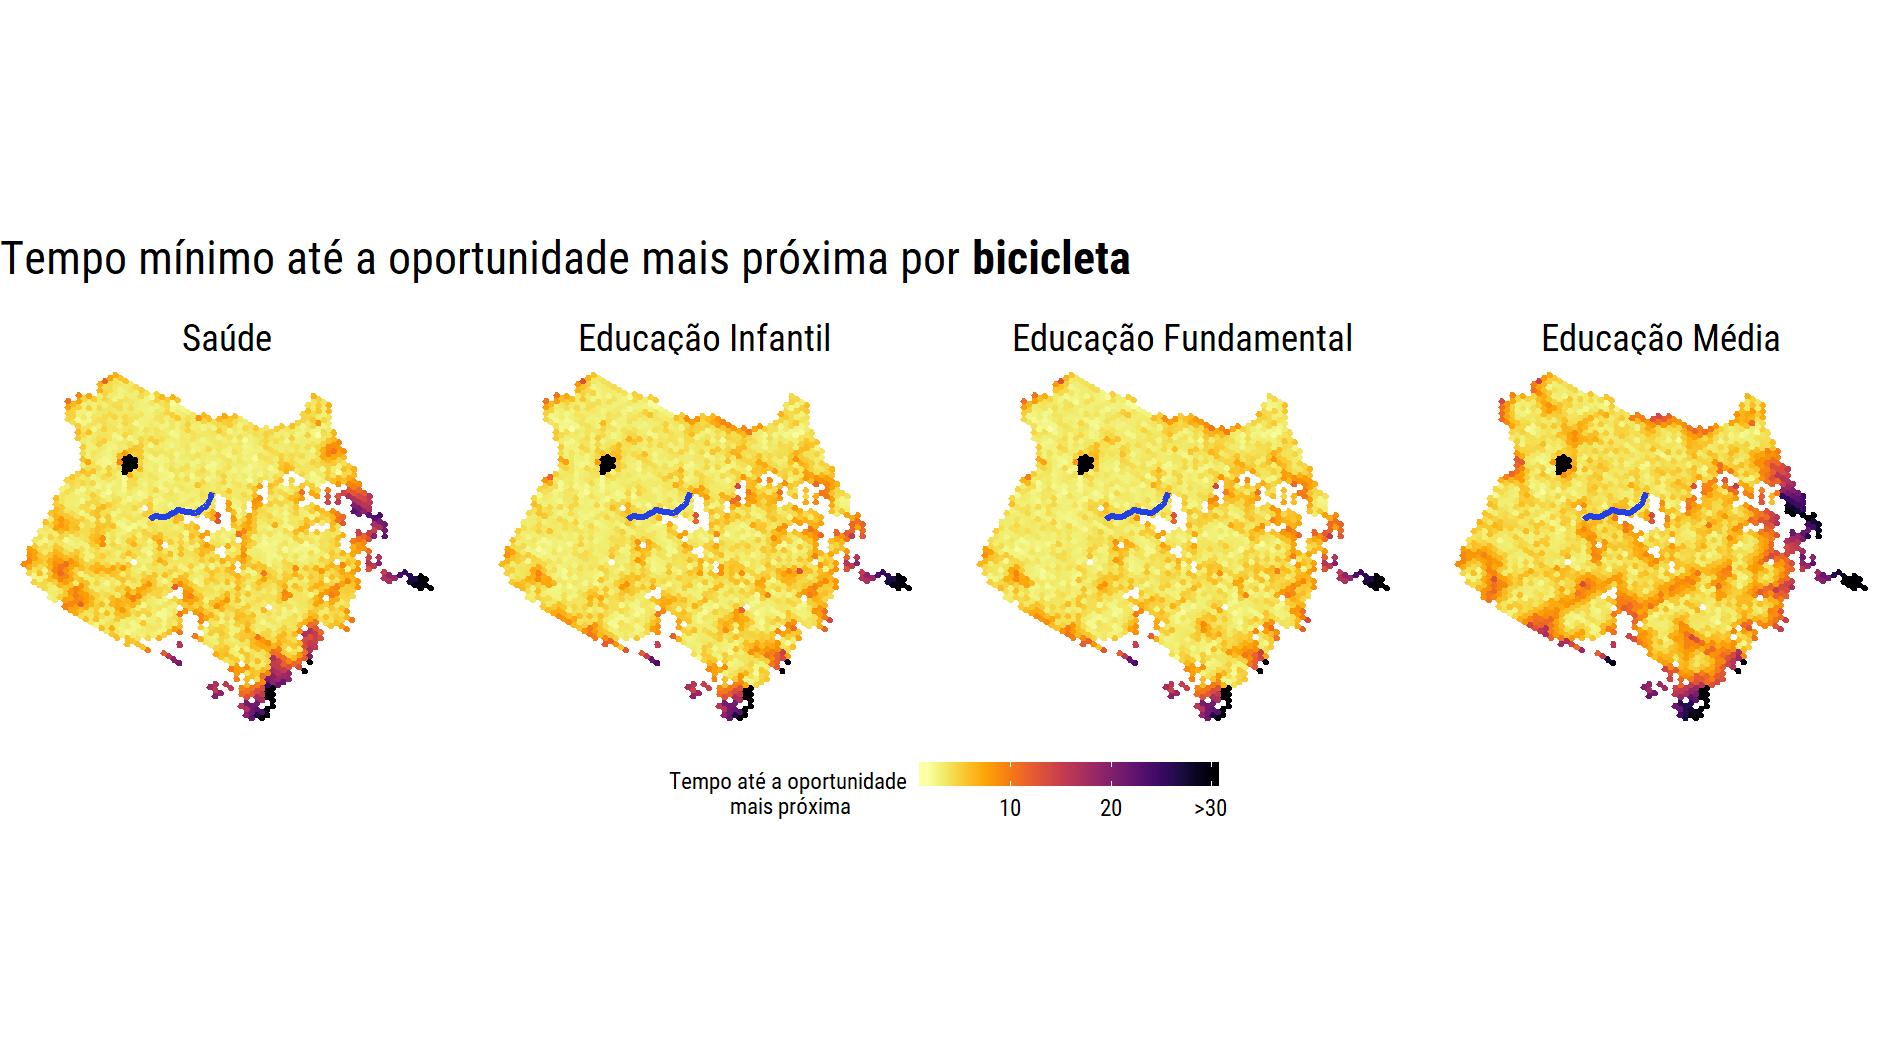 Tempo mínimo até a oportunidade mais próxima por bicicleta
Saúde
Educação Infantil
Educação Fundamental
Educação Média
Tempo até a oportunidade
mais próxima
10
20
>30